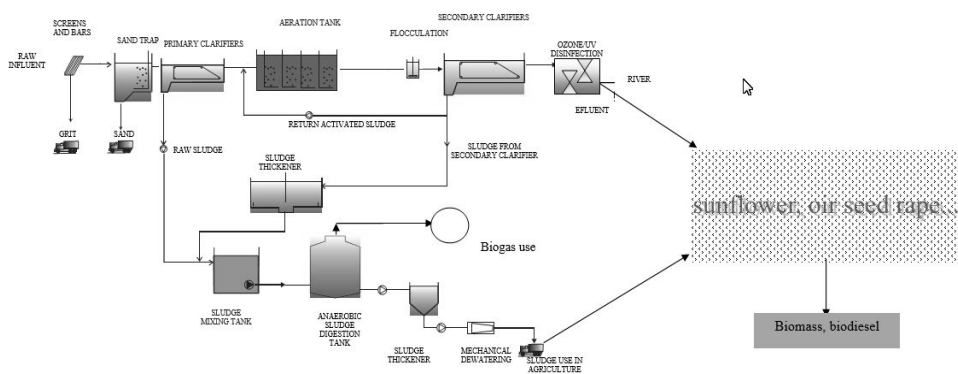 SCREENS
AND BARS
RAW
INFLUENT
SAND TRAP
PRIMARY CLARIFIERS
AERATION TANK
FLOCCULATION
SECONDARY CLARIFIERS
OZONE/UV
DISINFECTION
RIVER
EFLUENT
GRIT
SAND
RAW SLUDGE
RETURN ACTIVATED SLUDGE
SLUDGE
THICKENER
SLUDGE FROM
SECONDARY CLARIFIER
sunflower, oir seed rape...
Biogas use
SLUDGE
MIXING TANK
ANAEROBIC
SLUDGE
DIGESTION
TANK
SLUDGE
THICKENER
MECHANICAL
DEWATERING
SLUDGE USE IN
AGRICULTURE
Biomass, biodiesel